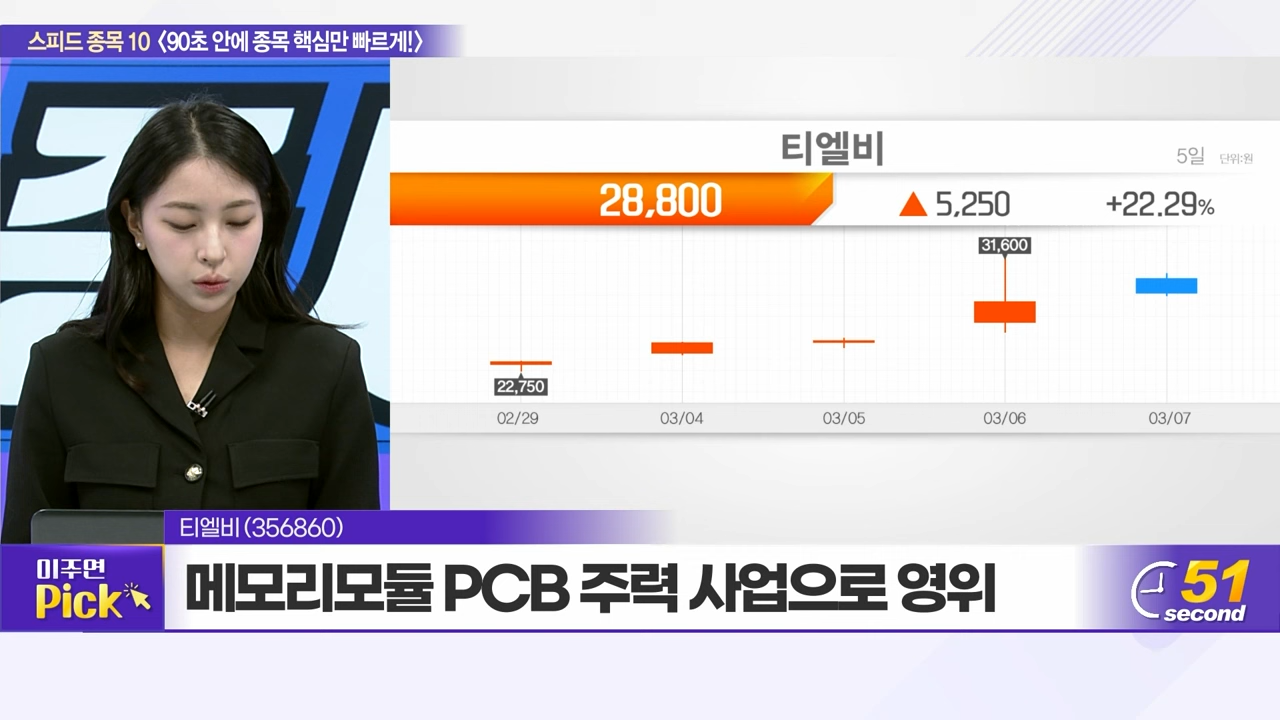 스피드 종목 10 <90초 안에 종목 핵심만 빠르게!>
티엘비
5일 단위:원
28,800 ▲ 5,250 +22.29%
31,600
22,750
02/29 03/04 03/05 03/06 03/07
티엘비(356860)
미주면
Pick
메모리모듈 PCB 주력 사업으로 영위
51
second